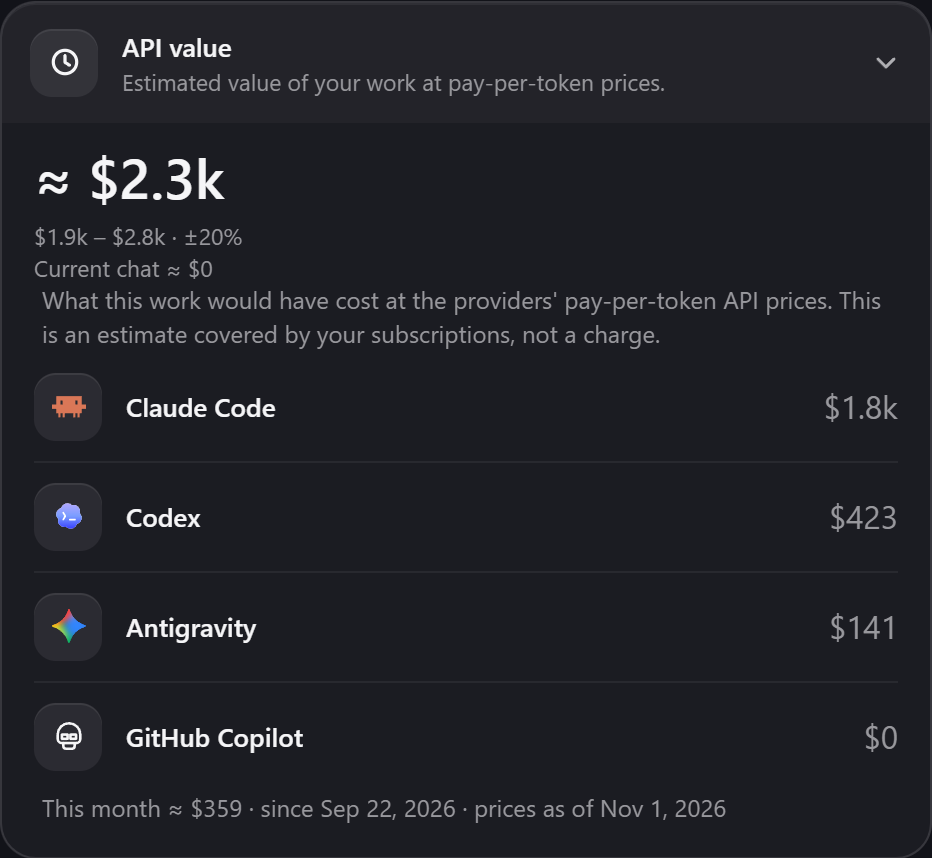 API value
Estimated value of your work at pay-per-token prices.
≈ $2.3k
$1.9k – $2.8k · ±20%
Current chat ≈ $0
What this work would have cost at the providers' pay-per-token API prices. This
is an estimate covered by your subscriptions, not a charge.
Claude Code
$1.8k
Codex
$423
Antigravity
$141
GitHub Copilot
$0
This month ≈ $359 · since Sep 22, 2026 · prices as of Nov 1, 2026